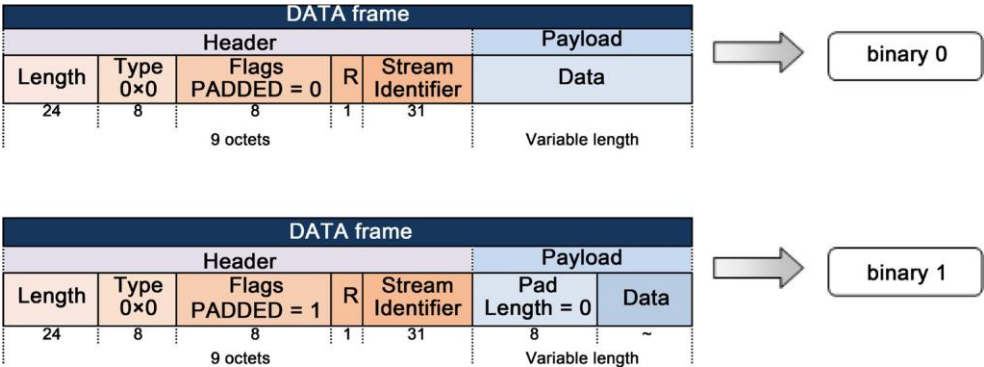 DATA frame
Header Payload
Length Type 0×0 Flags PADDED = 0 R Stream Identifier Data
24 8 8 1 31
9 octets Variable length
binary 0
DATA frame
Header Payload
Length Type 0×0 Flags PADDED = 1 R Stream Identifier Pad Length = 0 Data
24 8 8 1 31 8 ~
9 octets Variable length
binary 1